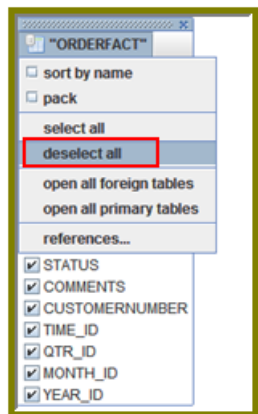 "ORDERFACT"
sort by name
pack
select all
deselect all
open all foreign tables
open all primary tables
references...
STATUS
COMMENTS
CUSTOMERNUMBER
TIME_ID
QTR_ID
MONTH_ID
YEAR_ID